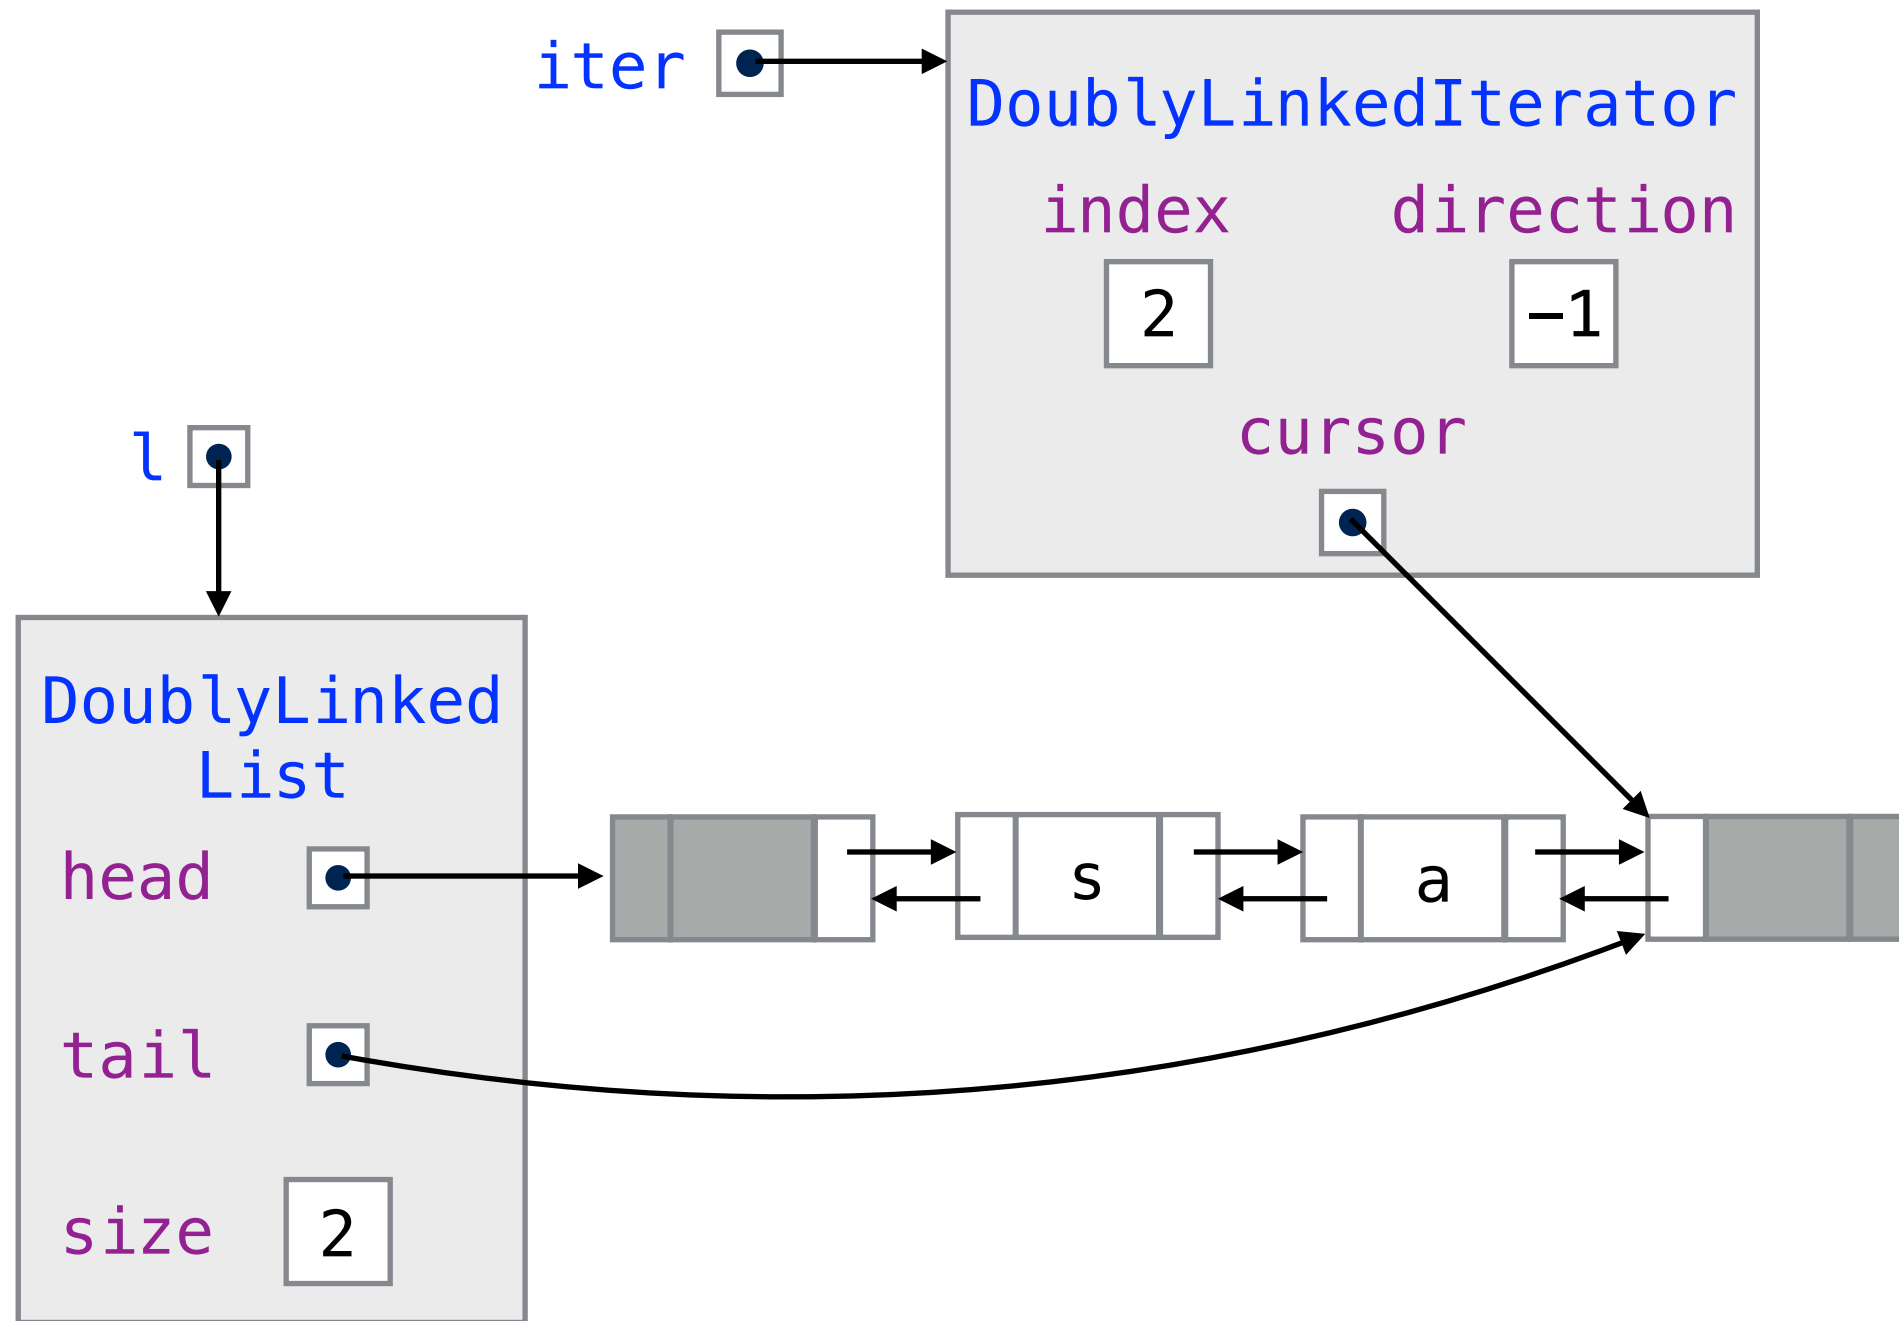 iter
DoublyLinkedIterator
index direction
2 −1
cursor
l
DoublyLinked
List
head
s a
tail
size 2